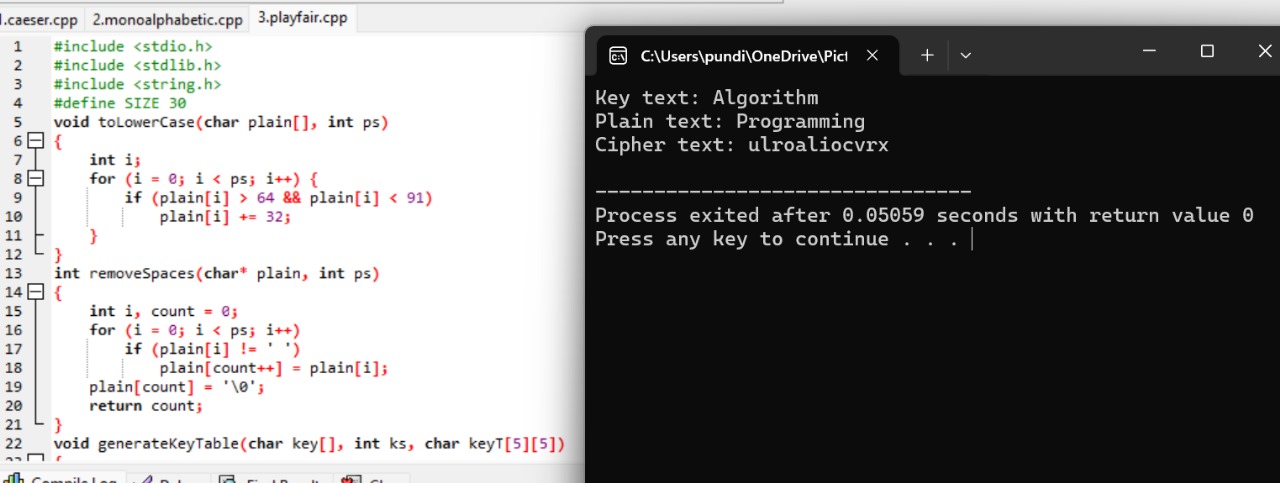 1.caeser.cpp 2.monoalphabetic.cpp 3.playfair.cpp
1 #include <stdio.h>
2 #include <stdlib.h>
3 #include <string.h>
4 #define SIZE 30
5 void toLowerCase(char plain[], int ps)
6 {
7 int i;
8 for (i = 0; i < ps; i++) {
9 if (plain[i] > 64 && plain[i] < 91)
10 plain[i] += 32;
11 }
12 }
13 int removeSpaces(char* plain, int ps)
14 {
15 int i, count = 0;
16 for (i = 0; i < ps; i++)
17 if (plain[i] != ' ')
18 plain[count++] = plain[i];
19 plain[count] = '\0';
20 return count;
21 }
22 void generateKeyTable(char key[], int ks, char keyT[5][5])
C:\Users\pundi\OneDrive\Pict
Key text: Algorithm
Plain text: Programming
Cipher text: ulroaliocvrx
--------------------------------
Process exited after 0.05059 seconds with return value 0
Press any key to continue . . .